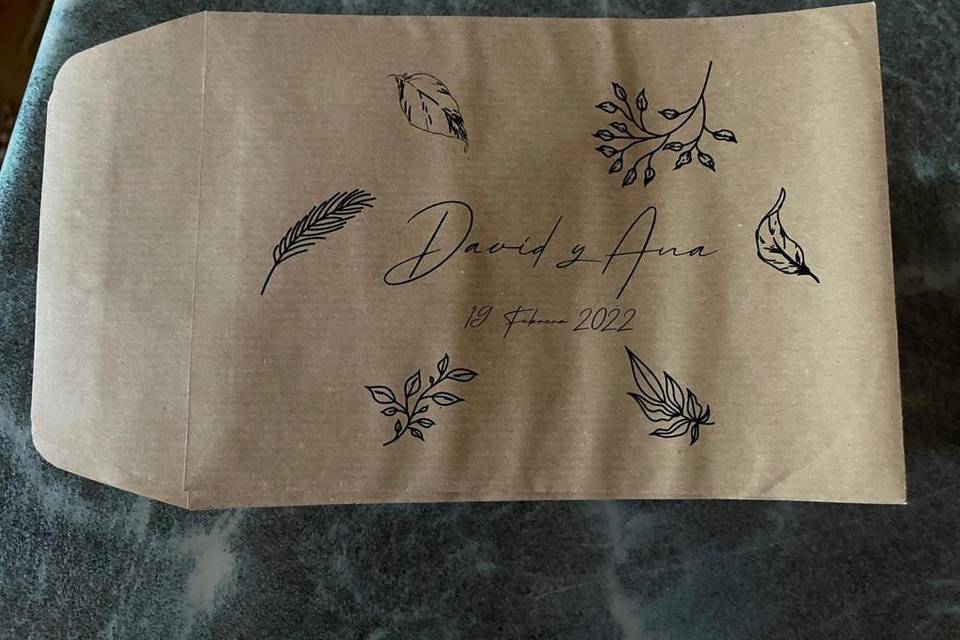 David y Ana
19 Febrero 2022